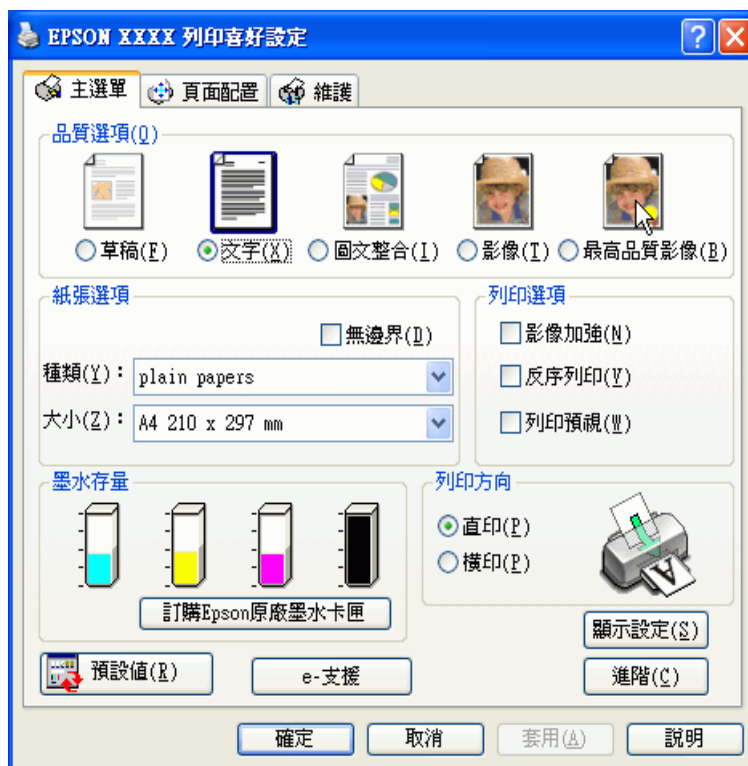 EPSON XXXX 列印喜好設定
主選單 頁面配置 維護
品質選項(Q)
草稿(F) 文字(X) 圖文整合(I) 影像(T) 最高品質影像(B)
紙張選項
無邊界(D)
種類(Y): plain papers
大小(Z): A4 210 x 297 mm
列印選項
影像加強(N)
反序列印(V)
列印預視(W)
墨水存量
訂購Epson原廠墨水卡匣
列印方向
直印(P)
橫印(P)
顯示設定(S)
預設值(R) e-支援 進階(C)
確定 取消 套用(A) 說明